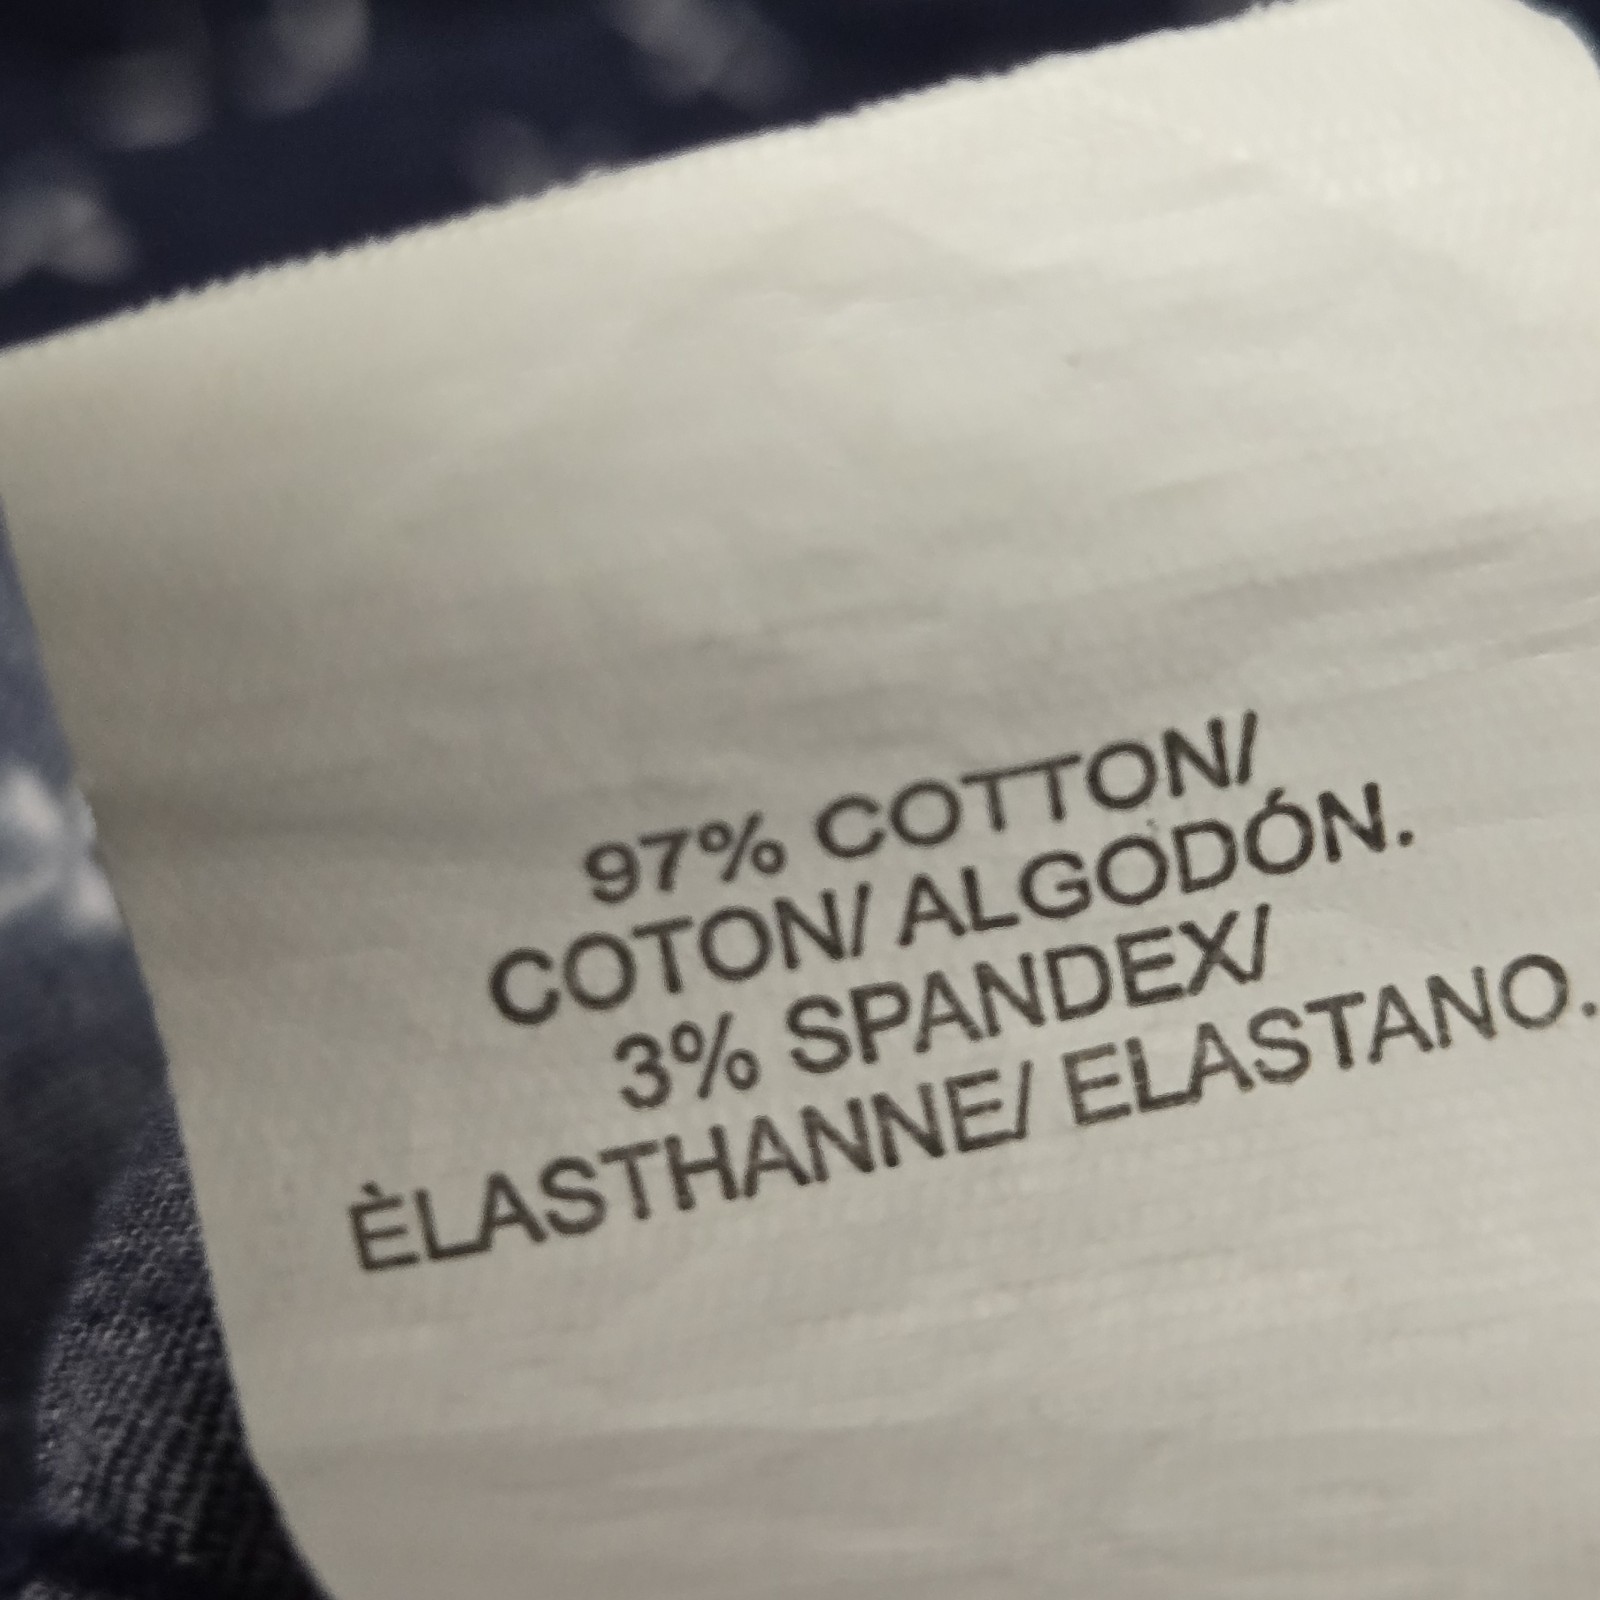 97% COTTON/
COTON/ ALGODÓN.
3% SPANDEX/
ÈLASTHANNE/ ELASTANO.